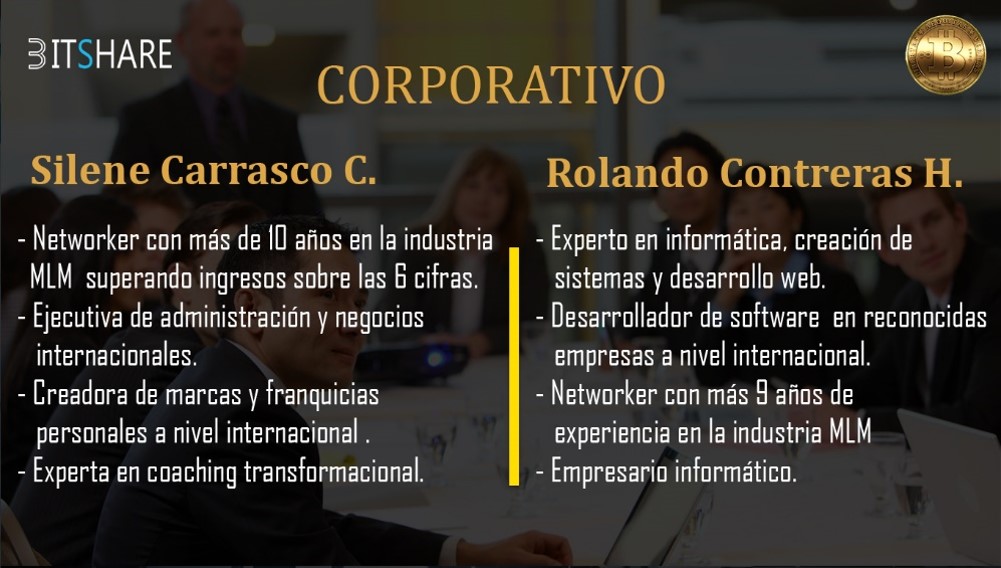 BITSHARE
CORPORATIVO
Silene Carrasco C.
- Networker con más de 10 años en la industria
MLM superando ingresos sobre las 6 cifras.
- Ejecutiva de administración y negocios
internacionales.
- Creadora de marcas y franquicias
personales a nivel internacional .
- Experta en coaching transformacional.
Rolando Contreras H.
- Experto en informática, creación de
sistemas y desarrollo web.
- Desarrollador de software en reconocidas
empresas a nivel internacional.
- Networker con más 9 años de
experiencia en la industria MLM
- Empresario informático.